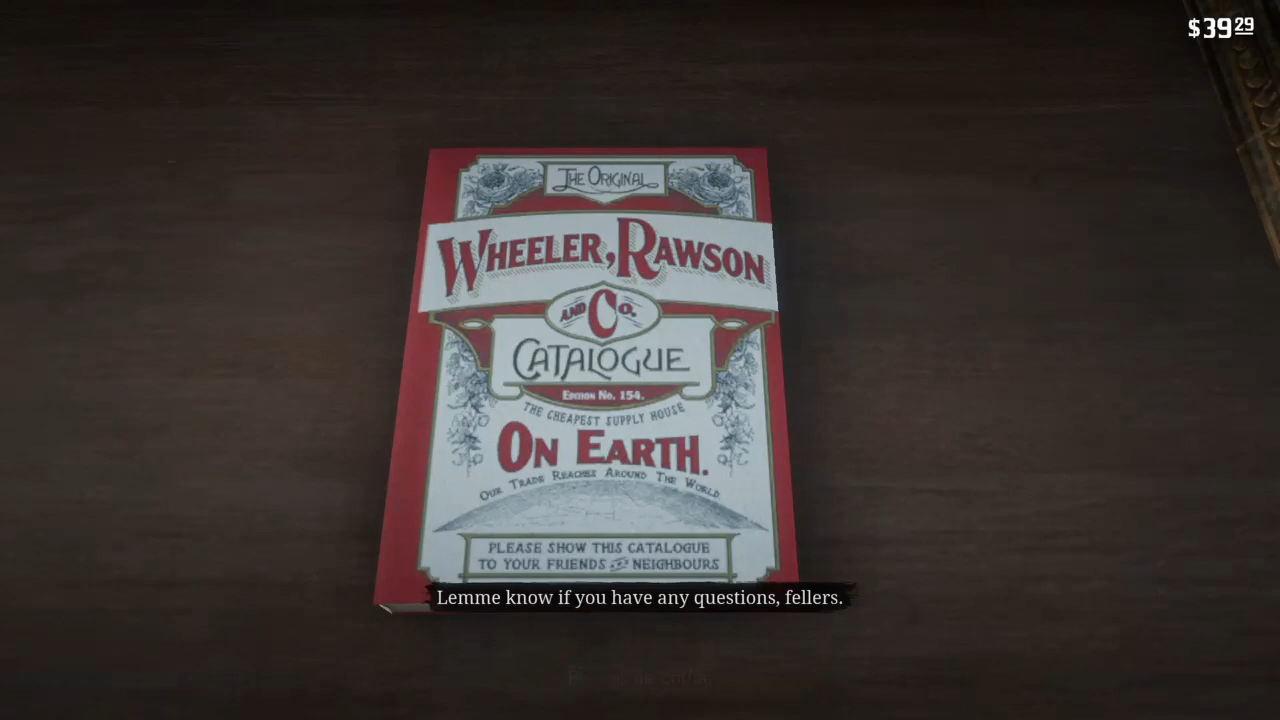 $39 29
THE ORIGINAL
WHEELER, RAWSON
AND CO.
CATALOGUE
EDITION No. 154.
THE CHEAPEST SUPPLY HOUSE
ON EARTH.
OUR TRADE REACHES AROUND THE WORLD
PLEASE SHOW THIS CATALOGUE
TO YOUR FRIENDS AND NEIGHBOURS
Lemme know if you have any questions, fellers.